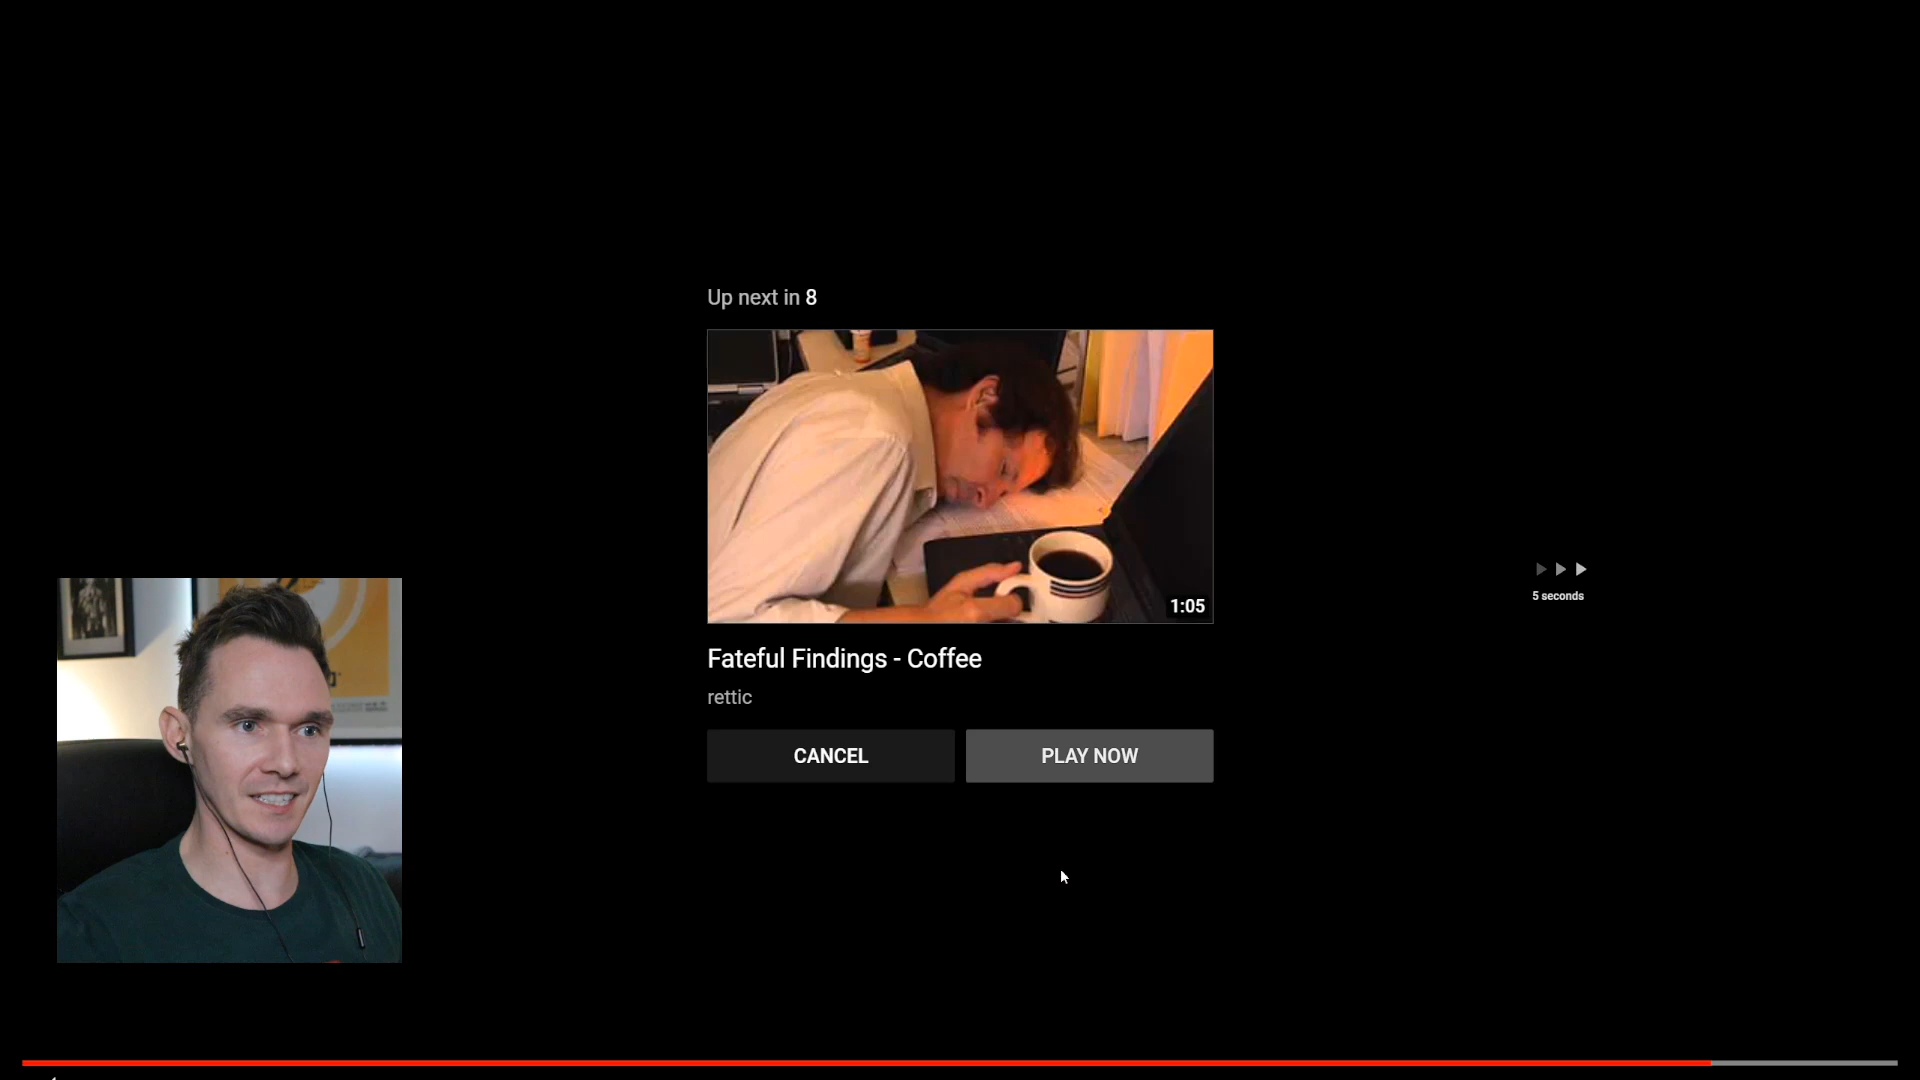 Up next in 8
1:05
5 seconds
Fateful Findings - Coffee
rettic
CANCEL
PLAY NOW